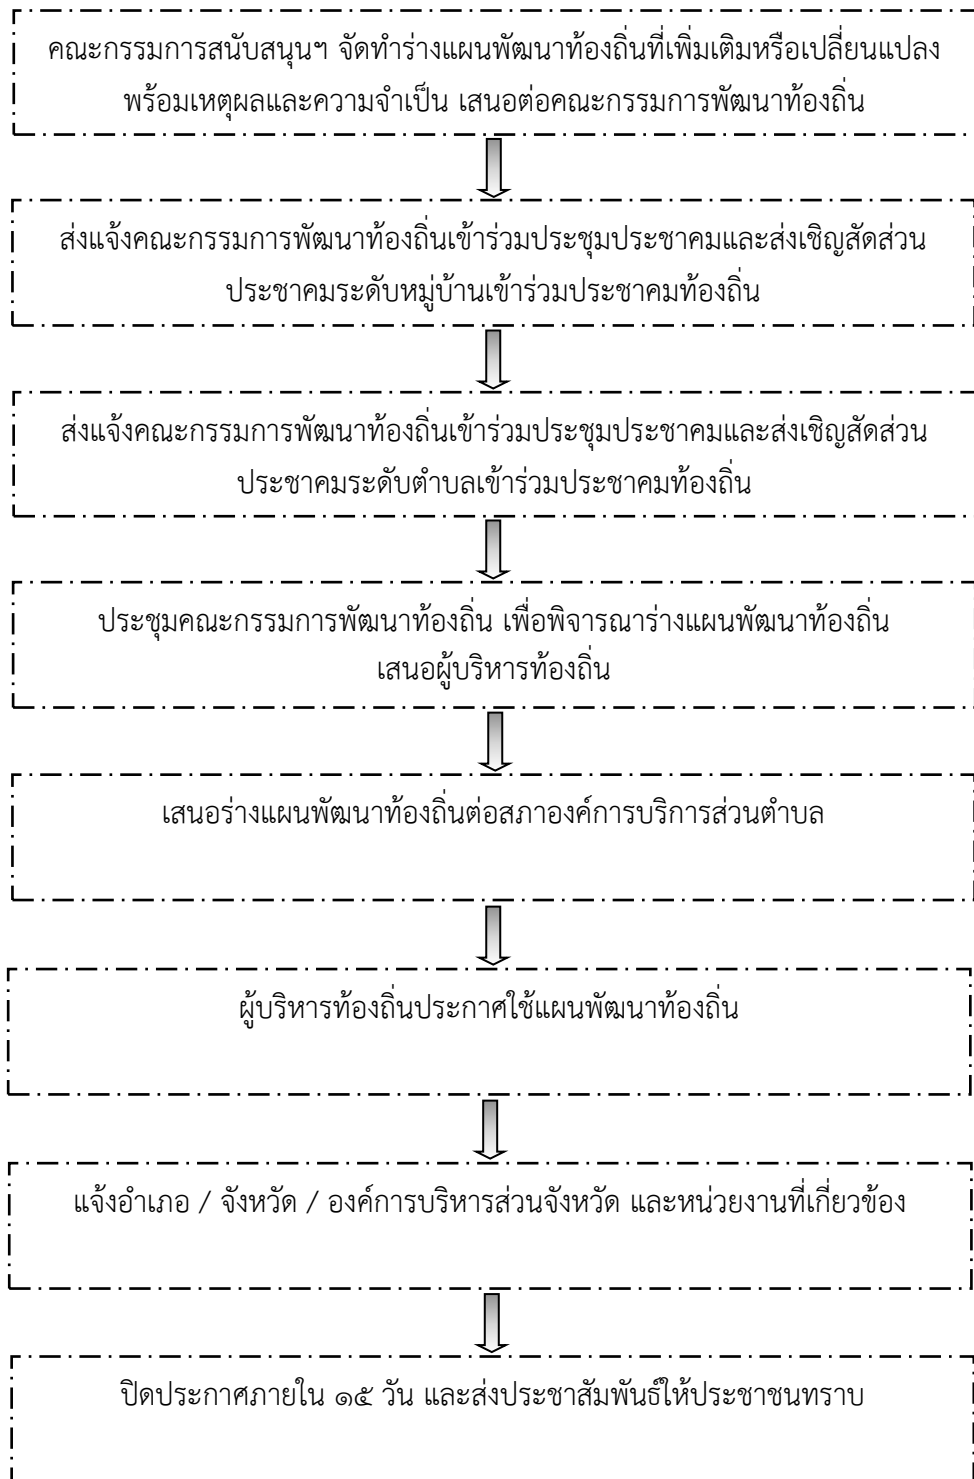 คณะกรรมการสนับสนุนฯ จัดทำร่างแผนพัฒนาท้องถิ่นที่เพิ่มเติมหรือเปลี่ยนแปลง
พร้อมเหตุผลและความจำเป็น เสนอต่อคณะกรรมการพัฒนาท้องถิ่น
ส่งแจ้งคณะกรรมการพัฒนาท้องถิ่นเข้าร่วมประชุมประชาคมและส่งเชิญสัดส่วน
ประชาคมระดับหมู่บ้านเข้าร่วมประชาคมท้องถิ่น
ส่งแจ้งคณะกรรมการพัฒนาท้องถิ่นเข้าร่วมประชุมประชาคมและส่งเชิญสัดส่วน
ประชาคมระดับตำบลเข้าร่วมประชาคมท้องถิ่น
ประชุมคณะกรรมการพัฒนาท้องถิ่น เพื่อพิจารณาร่างแผนพัฒนาท้องถิ่น
เสนอผู้บริหารท้องถิ่น
เสนอร่างแผนพัฒนาท้องถิ่นต่อสภาองค์การบริการส่วนตำบล
ผู้บริหารท้องถิ่นประกาศใช้แผนพัฒนาท้องถิ่น
แจ้งอำเภอ / จังหวัด / องค์การบริหารส่วนจังหวัด และหน่วยงานที่เกี่ยวข้อง
ปิดประกาศภายใน ๑๕ วัน และส่งประชาสัมพันธ์ให้ประชาชนทราบ